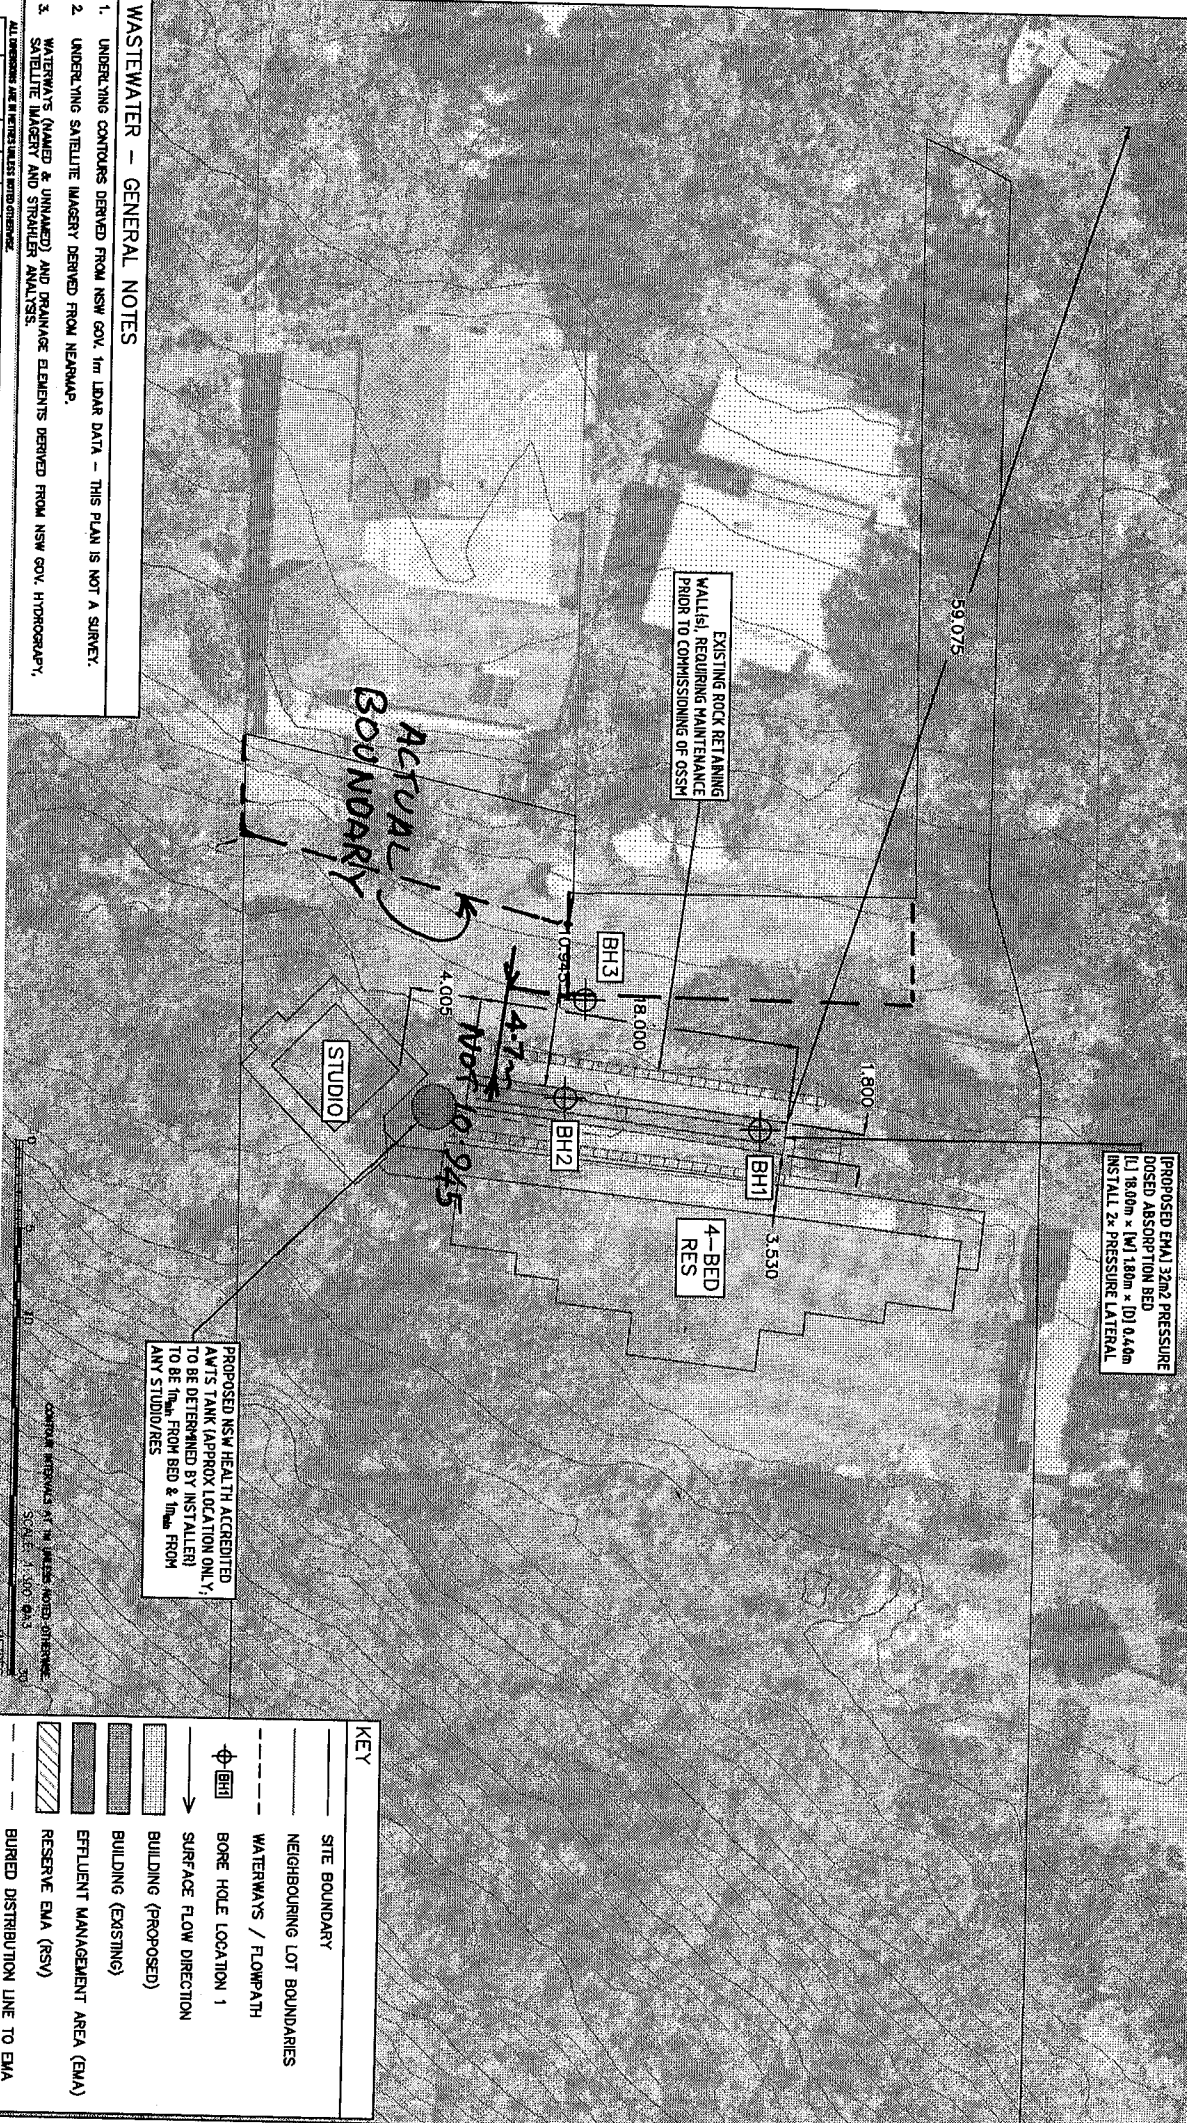 59.075
EXISTING ROCK RETAINING
WALL(s), REQUIRING MAINTENANCE
PRIOR TO COMMISSIONING OF OSSM
[PROPOSED EMA] 32m2 PRESSURE
DOSED ABSORPTION BED
[L] 18.00m x [W] 1.80m x [D] 0.40m
INSTALL 2x PRESSURE LATERAL
1.800
18.000
BH3
10.945
BH1
3.530
4-BED
RES
BH2
ACTUAL
BOUNDARY
4.7m
NOT 10.945
4.005
STUDIO
PROPOSED NSW HEALTH ACCREDITED
AWTS TANK (APPROX LOCATION ONLY;
TO BE DETERMINED BY INSTALLER)
TO BE 1mmin FROM BED & 1mmin FROM
ANY STUDIO/RES
WASTEWATER - GENERAL NOTES
1. UNDERLYING CONTOURS DERIVED FROM NSW GOV. 1m LIDAR DATA - THIS PLAN IS NOT A SURVEY.
2. UNDERLYING SATELLITE IMAGERY DERIVED FROM NEARMAP.
3. WATERWAYS (NAMED & UNNAMED) AND DRAINAGE ELEMENTS DERIVED FROM NSW GOV. HYDROGRAPY,
SATELLITE IMAGERY AND STRAHLER ANALYSIS.
ALL DIMENSIONS ARE IN METRES UNLESS NOTED OTHERWISE.
0 5 10 30
CONTOUR INTERVALS AT 1M UNLESS NOTED OTHERWISE
SCALE 1:300 @A3
KEY
SITE BOUNDARY
NEIGHBOURING LOT BOUNDARIES
WATERWAYS / FLOWPATH
BH1 BORE HOLE LOCATION 1
SURFACE FLOW DIRECTION
BUILDING (PROPOSED)
BUILDING (EXISTING)
EFFLUENT MANAGEMENT AREA (EMA)
RESERVE EMA (RSV)
BURIED DISTRIBUTION LINE TO EMA